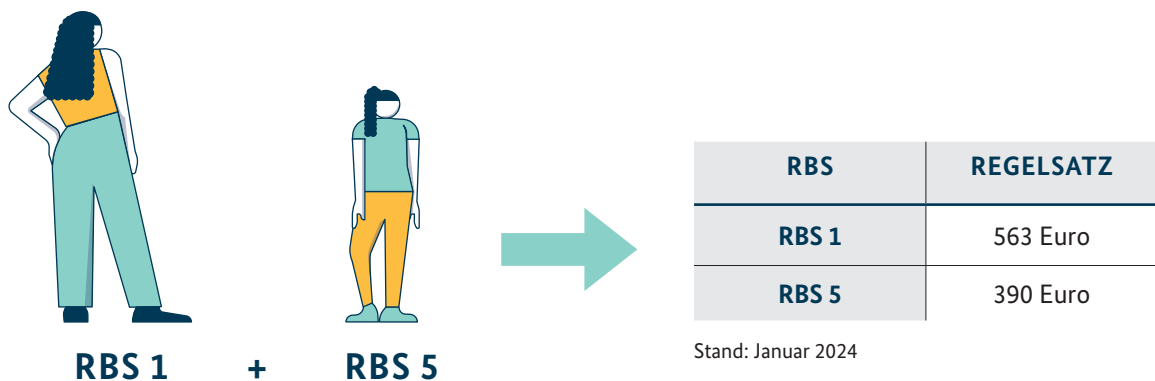 RBS REGELSATZ
RBS 1 563 Euro
RBS 5 390 Euro
Stand: Januar 2024
RBS 1 + RBS 5